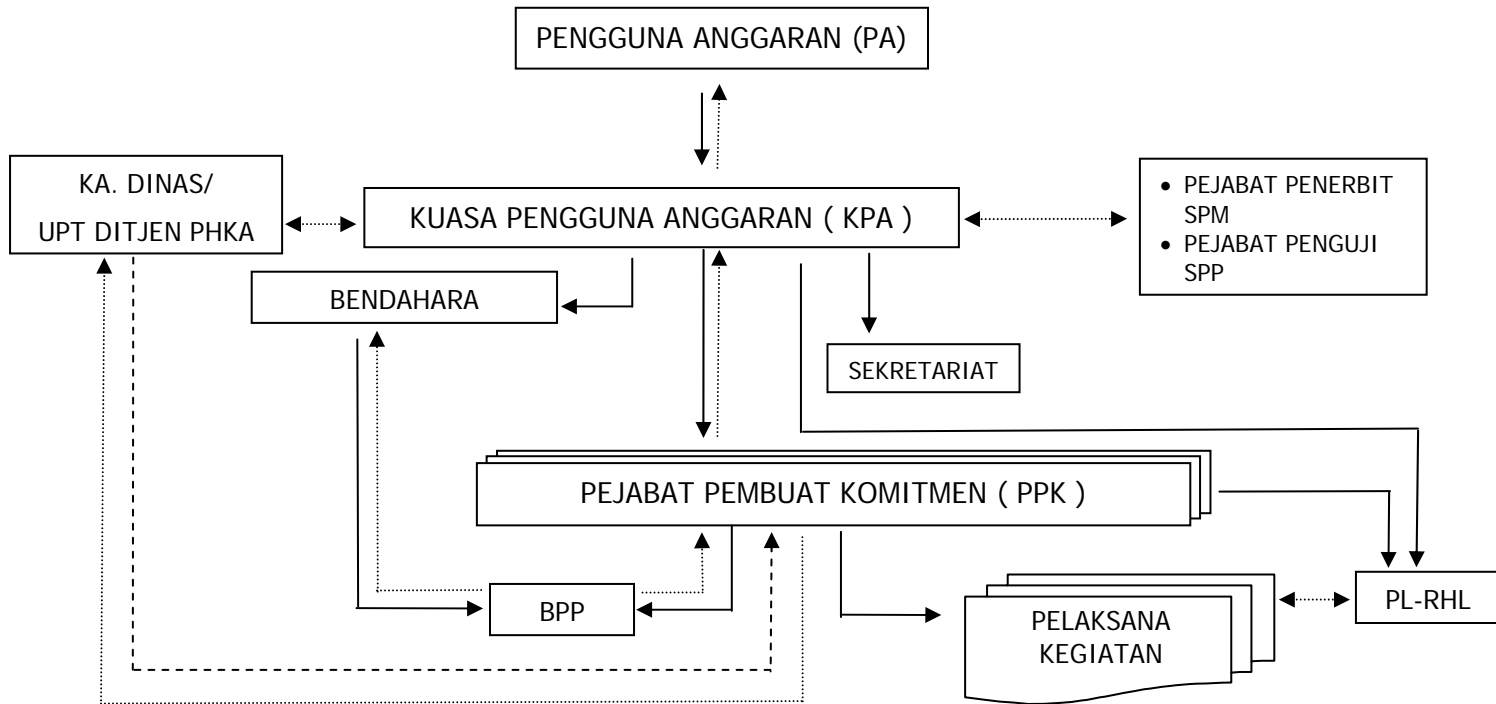 PENGGUNA ANGGARAN (PA)
KA. DINAS/
UPT DITJEN PHKA
KUASA PENGGUNA ANGGARAN ( KPA )
• PEJABAT PENERBIT
SPM
• PEJABAT PENGUJI
SPP
BENDAHARA
SEKRETARIAT
PEJABAT PEMBUAT KOMITMEN ( PPK )
BPP
PELAKSANA
KEGIATAN
PL-RHL